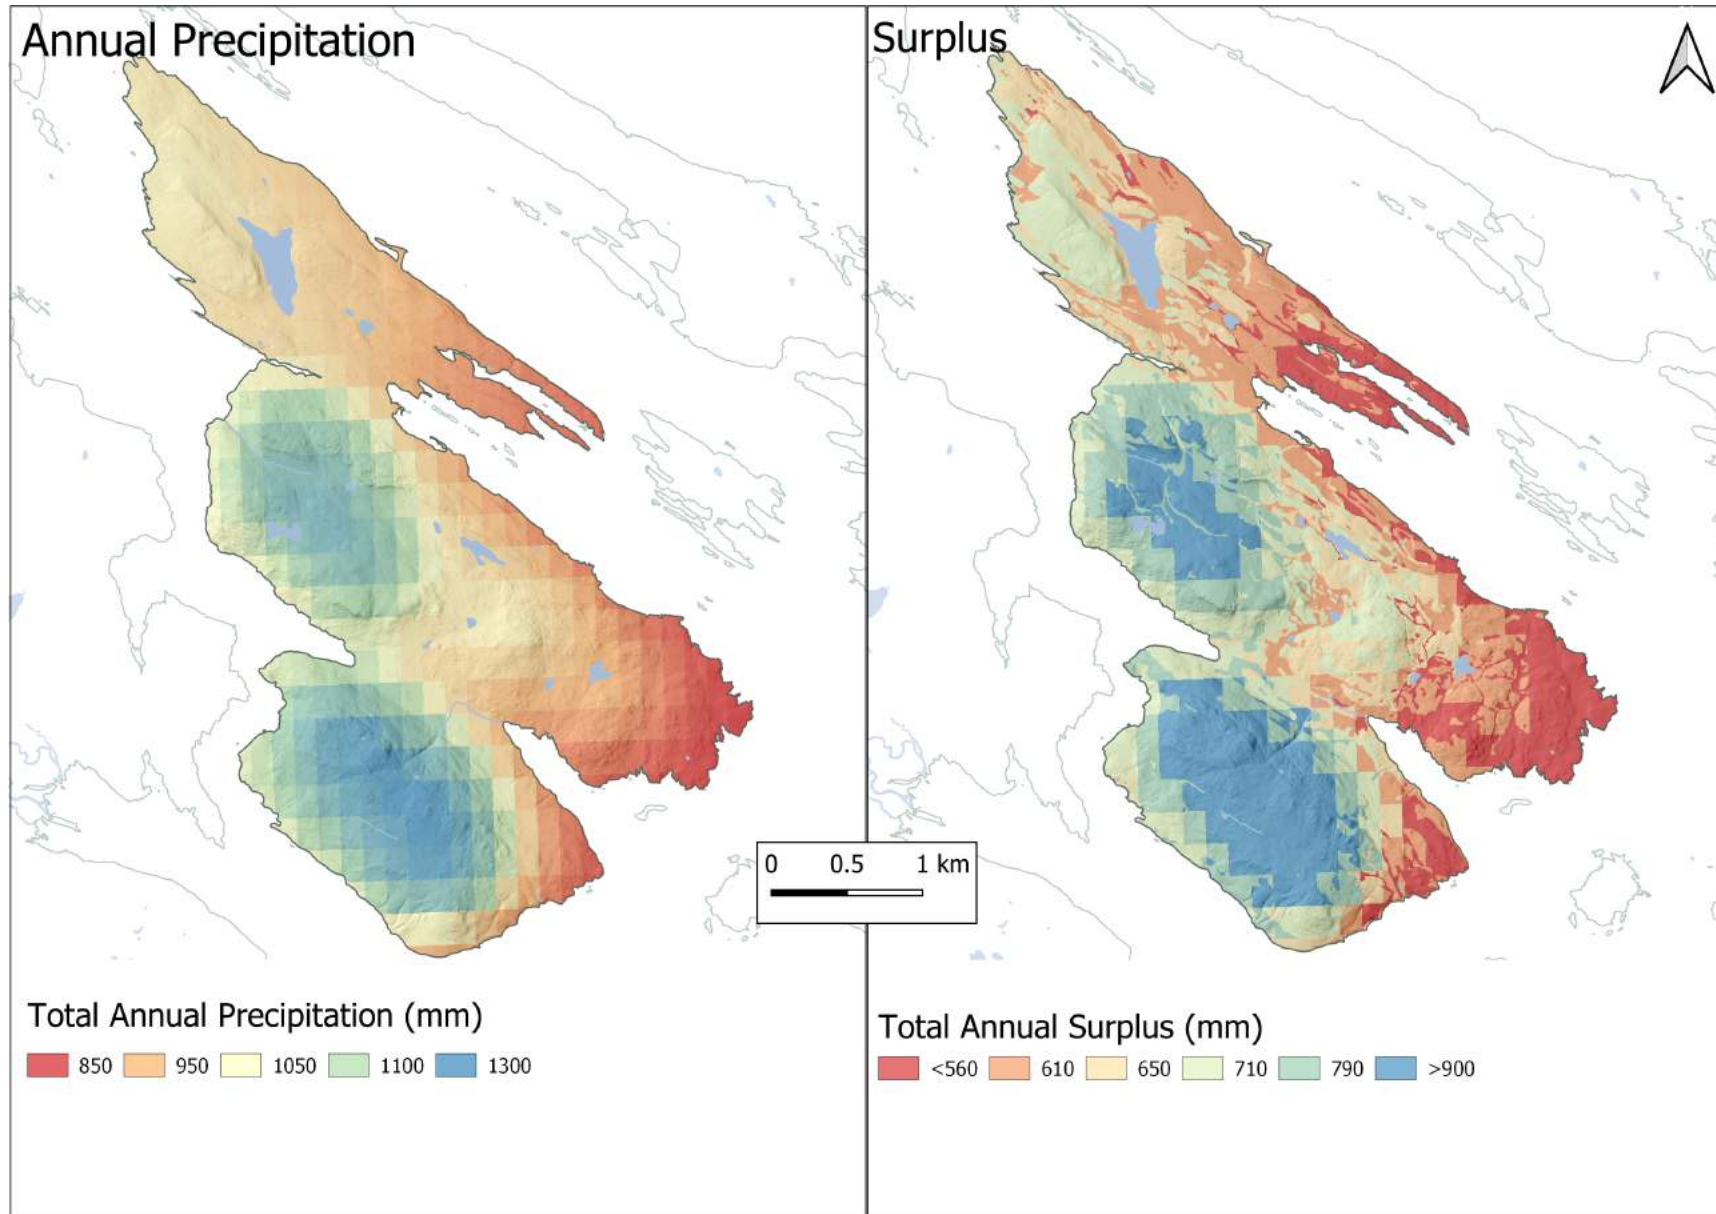 Annual Precipitation
Surplus
0 0.5 1 km
Total Annual Precipitation (mm)
850 950 1050 1100 1300
Total Annual Surplus (mm)
<560 610 650 710 790 >900